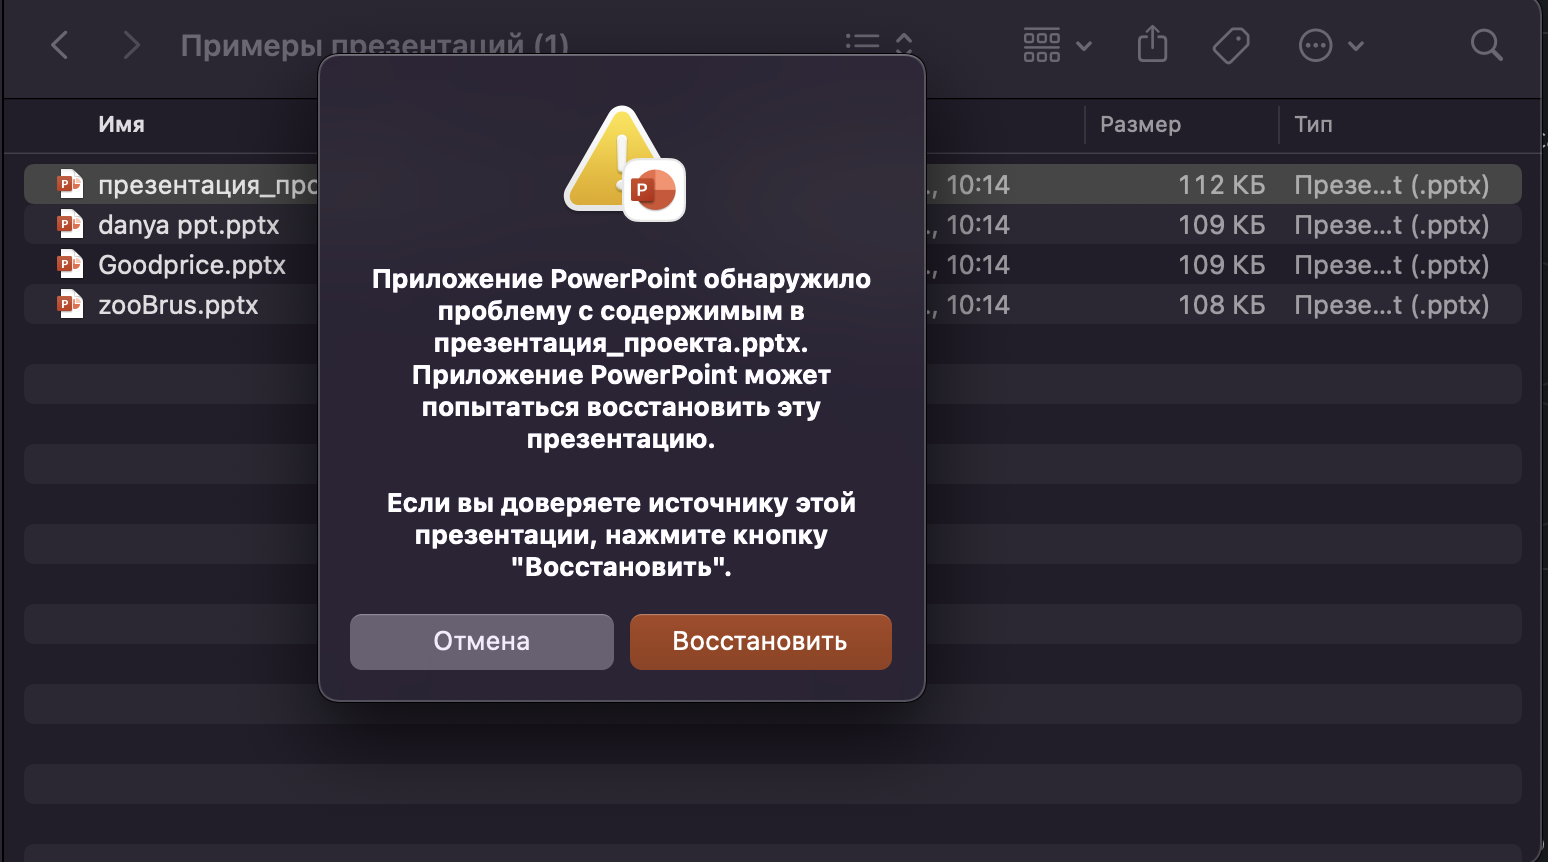 Примеры презентаций (1)
Имя
Размер
Тип
презентация_про
., 10:14
112 КБ
Презе...t (.pptx)
danya ppt.pptx
., 10:14
109 КБ
Презе...t (.pptx)
Goodprice.pptx
., 10:14
109 КБ
Презе...t (.pptx)
zooBrus.pptx
., 10:14
108 КБ
Презе...t (.pptx)
Приложение PowerPoint обнаружило
проблему с содержимым в
презентация_проекта.pptx.
Приложение PowerPoint может
попытаться восстановить эту
презентацию.
Если вы доверяете источнику этой
презентации, нажмите кнопку
"Восстановить".
Отмена
Восстановить